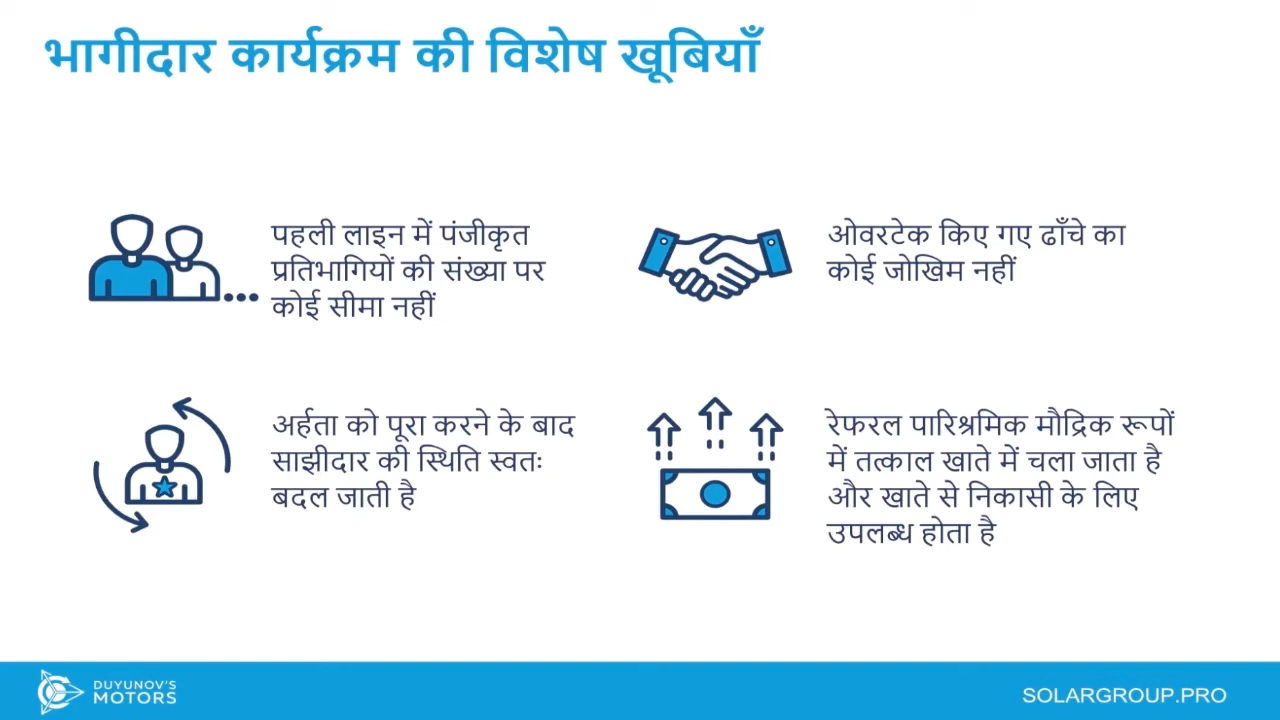 भागीदार कार्यक्रम की विशेष खूबियाँ
पहली लाइन में पंजीकृत
प्रतिभागियों की संख्या पर
कोई सीमा नहीं
ओवरटेक किए गए ढाँचे का
कोई जोखिम नहीं
अर्हता को पूरा करने के बाद
साझीदार की स्थिति स्वतः
बदल जाती है
रेफरल पारिश्रमिक मौद्रिक रूपों
में तत्काल खाते में चला जाता है
और खाते से निकासी के लिए
उपलब्ध होता है
DUYUNOV'S
MOTORS
SOLARGROUP.PRO